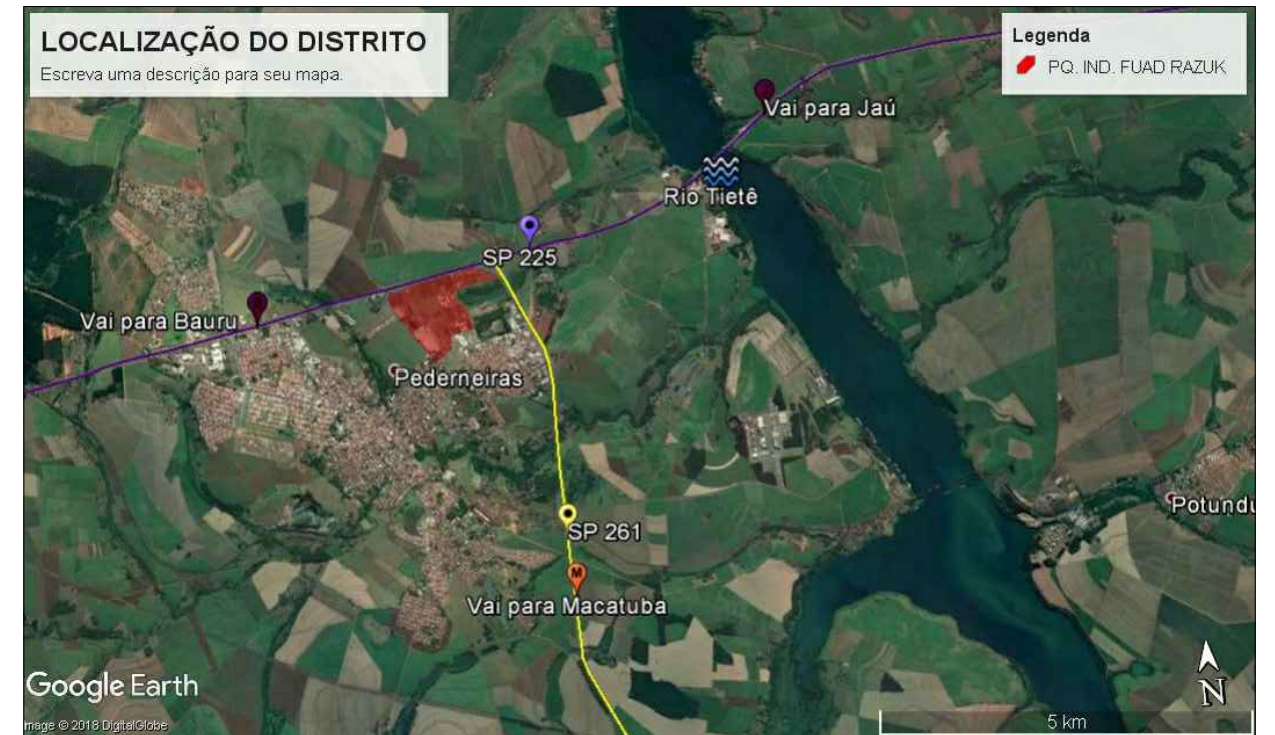 LOCALIZAÇÃO DO DISTRITO
Escreva uma descrição para seu mapa.
Legenda
PQ. IND. FUAD RAZUK
Vai para Jaú
Rio Tietê
SP 225
Vai para Bauru
Pederneiras
Potundu
SP 261
M
Vai para Macatuba
Google Earth
Image © 2018 DigitalGlobe
N
5 km